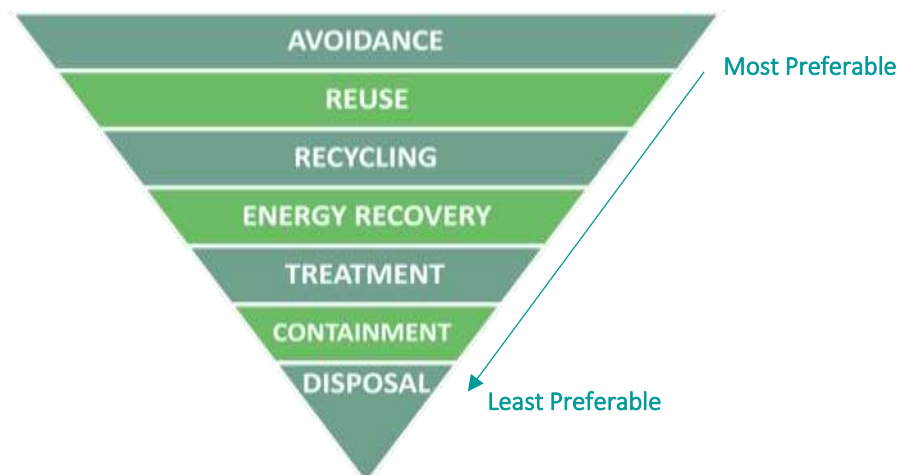 AVOIDANCE
Most Preferable
REUSE
RECYCLING
ENERGY RECOVERY
TREATMENT
CONTAINMENT
DISPOSAL
Least Preferable